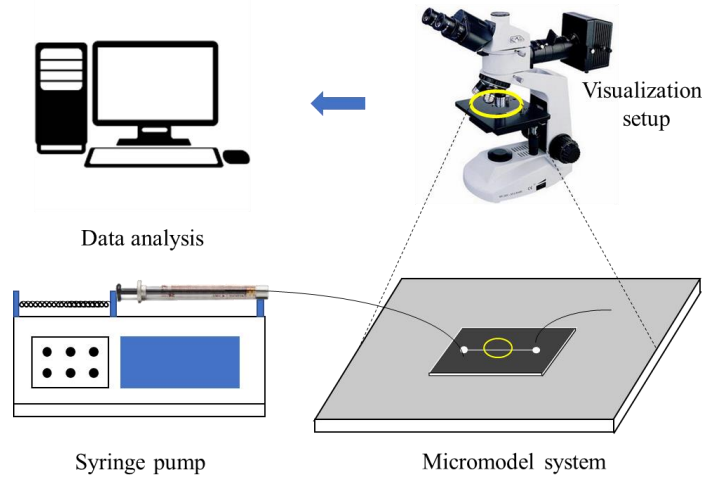 Visualization
setup
Data analysis
Syringe pump
Micromodel system